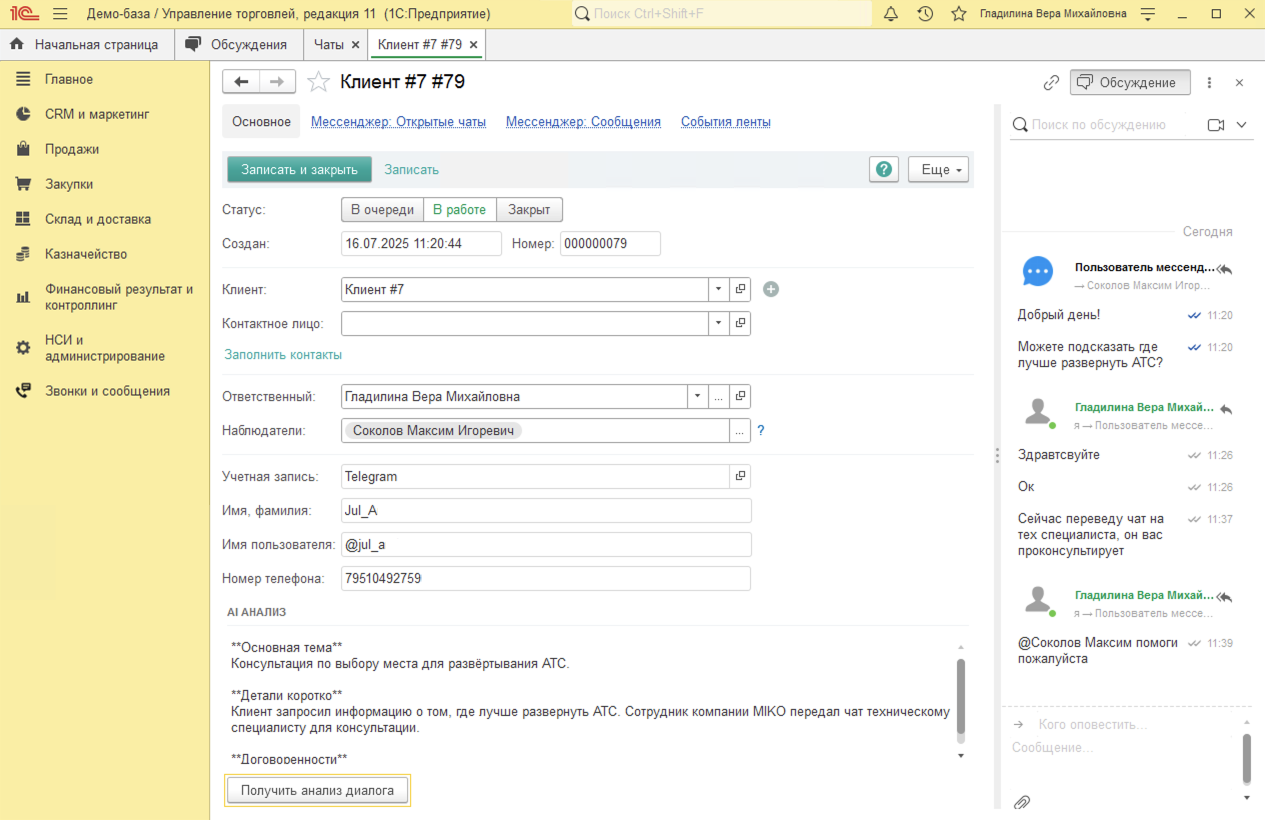 1С Демо-база / Управление торговлей, редакция 11 (1С:Предприятие) Поиск Ctrl+Shift+F Гладилина Вера Михайловна
Начальная страница Обсуждения Чаты × Клиент #7 #79 ×
Главное
CRM и маркетинг
Продажи
Закупки
Склад и доставка
Казначейство
Финансовый результат и
контроллинг
НСИ и
администрирование
Звонки и сообщения
Клиент #7 #79
Основное Мессенджер: Открытые чаты Мессенджер: Сообщения События ленты
Записать и закрыть Записать ? Еще
Статус: В очереди В работе Закрыт
Создан: 16.07.2025 11:20:44 Номер: 000000079
Клиент: Клиент #7
Контактное лицо:
Заполнить контакты
Ответственный: Гладилина Вера Михайловна ...
Наблюдатели: Соколов Максим Игоревич ... ?
Учетная запись: Telegram
Имя, фамилия: Jul_A
Имя пользователя: @jul_a
Номер телефона: 79510492759
AI АНАЛИЗ
**Основная тема**
Консультация по выбору места для развёртывания АТС.
**Детали коротко**
Клиент запросил информацию о том, где лучше развернуть АТС. Сотрудник компании MIKO передал чат техническому
специалисту для консультации.
**Договоренности**
Получить анализ диалога
Обсуждение
Поиск по обсуждению
Сегодня
Пользователь мессенд...
→ Соколов Максим Игор...
Добрый день! 11:20
Можете подсказать где 11:20
лучше развернуть АТС?
Гладилина Вера Михай...
я → Пользователь мессе...
Здравтсвуйте 11:26
Ок 11:26
Сейчас переведу чат на 11:37
тех специалиста, он вас
проконсультирует
Гладилина Вера Михай...
я → Пользователь мессе...
@Соколов Максим помоги 11:39
пожалуйста
→ Кого оповестить...
Сообщение...